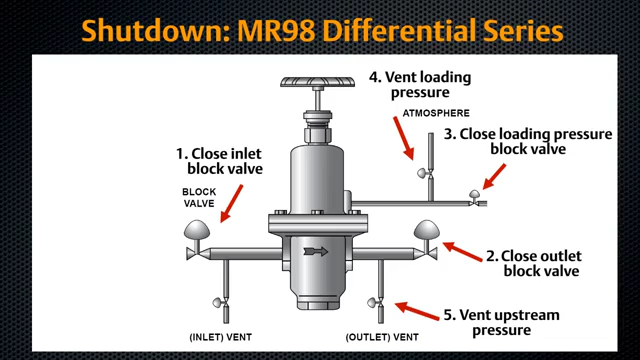 Shutdown: MR98 Differential Series
4. Vent loading
pressure
ATMOSPHERE
3. Close loading pressure
block valve
1. Close inlet
block valve
BLOCK
VALVE
2. Close outlet
block valve
5. Vent upstream
pressure
(INLET) VENT
(OUTLET) VENT